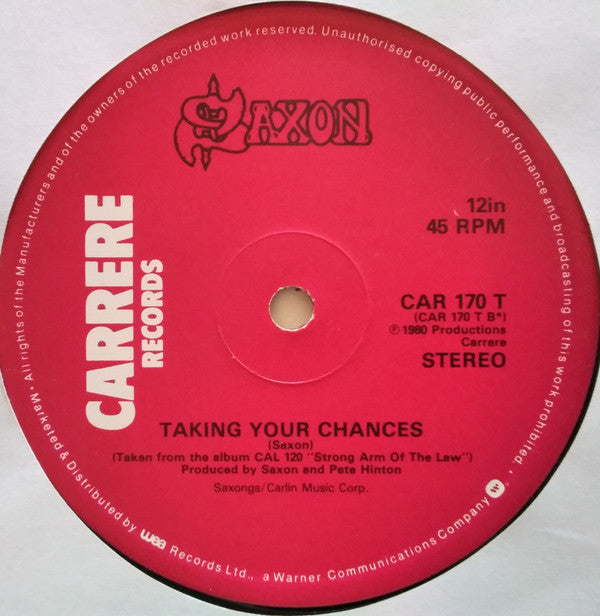 • All rights of the Manufacturers and of the owners of the recorded work reserved. Unauthorised copying public performance and broadcasting of this work prohibited. •
SAXON
CARRERE
RECORDS
12in
45 RPM
CAR 170 T
(CAR 170 T B*)
℗ 1980 Productions
Carrere
STEREO
TAKING YOUR CHANCES
(Saxon)
(Taken from the album CAL 120 "Strong Arm Of The Law")
Produced by Saxon and Pete Hinton
Saxongs/Carlin Music Corp.
Marketed & Distributed by wea Records Ltd., a Warner Communications Company